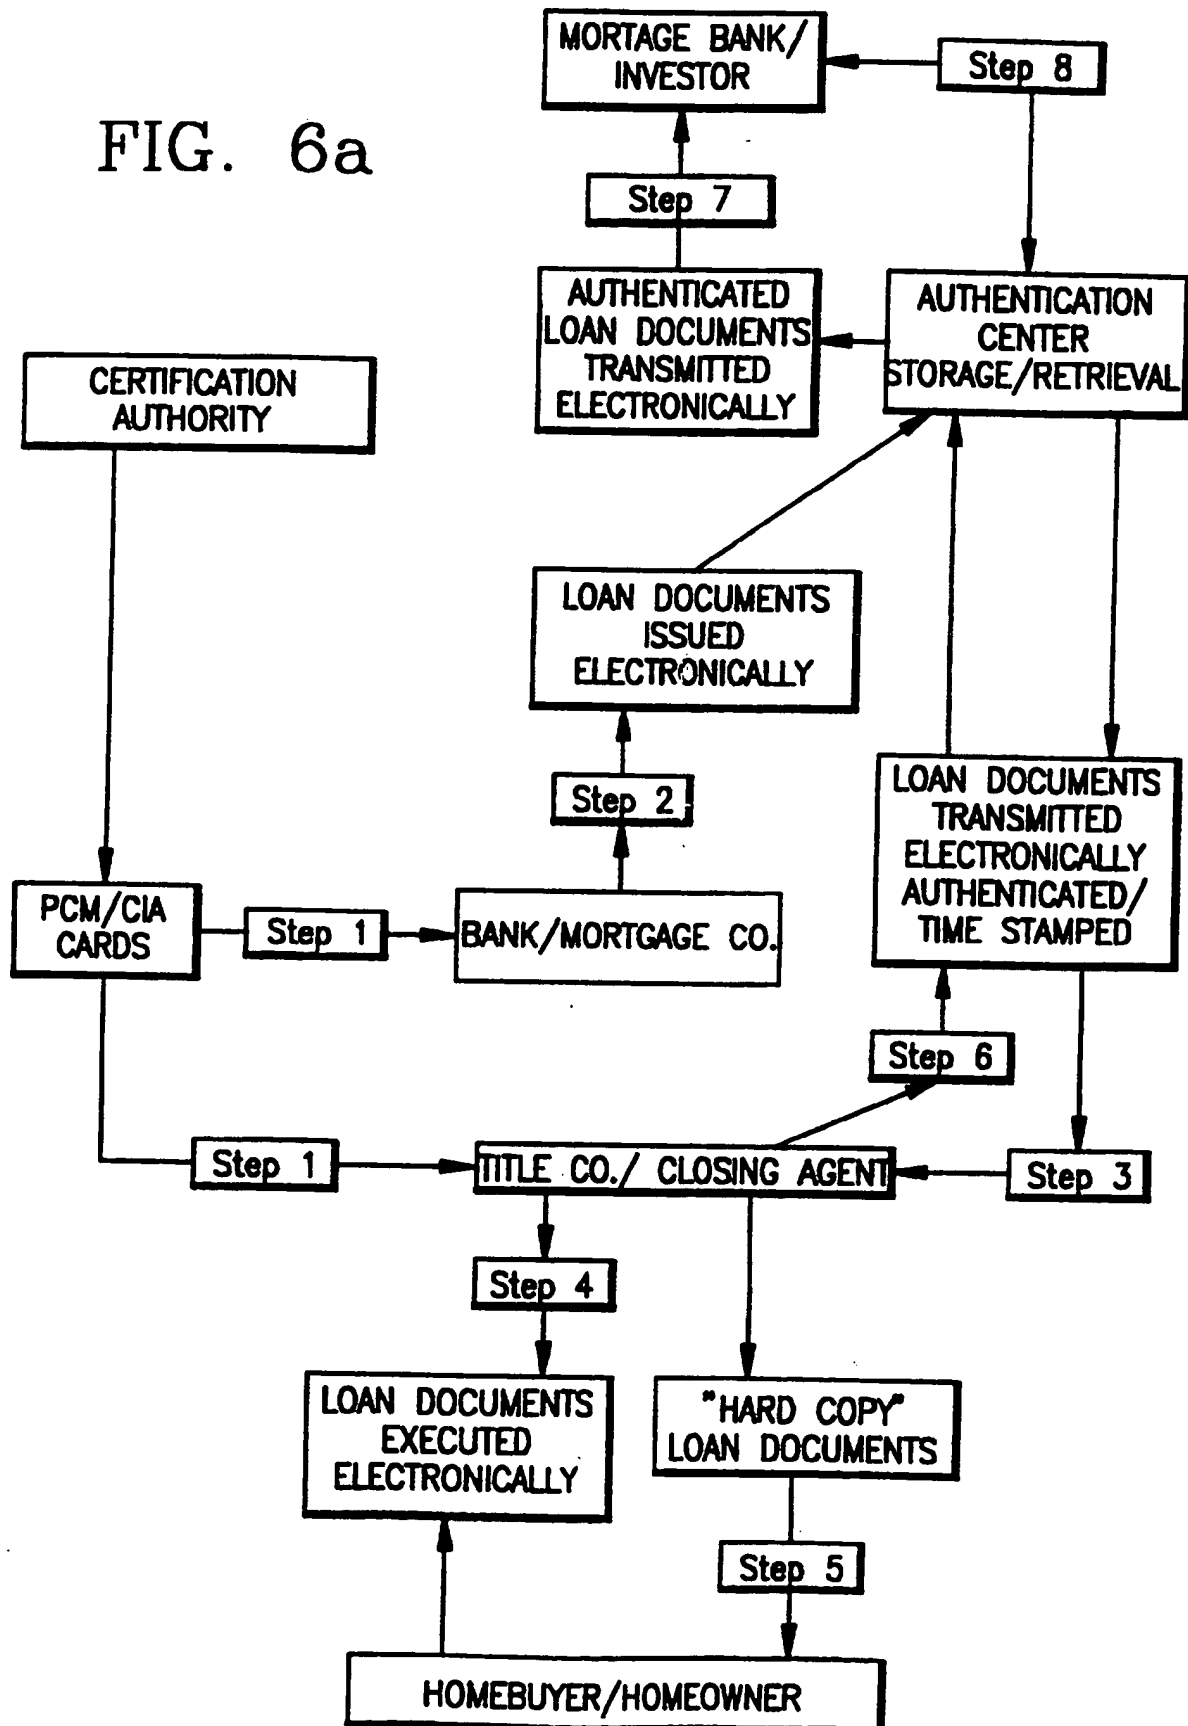 MORTAGE BANK/
INVESTOR
Step 8
FIG. 6a
Step 7
AUTHENTICATED
LOAN DOCUMENTS
TRANSMITTED
ELECTRONICALLY
AUTHENTICATION
CENTER
STORAGE/RETRIEVAL
CERTIFICATION
AUTHORITY
LOAN DOCUMENTS
ISSUED
ELECTRONICALLY
Step 2
LOAN DOCUMENTS
TRANSMITTED
ELECTRONICALLY
AUTHENTICATED/
TIME STAMPED
PCM/CIA
CARDS
Step 1
BANK/MORTGAGE CO.
Step 6
Step 1
TITLE CO./ CLOSING AGENT
Step 3
Step 4
LOAN DOCUMENTS
EXECUTED
ELECTRONICALLY
"HARD COPY"
LOAN DOCUMENTS
Step 5
HOMEBUYER/HOMEOWNER